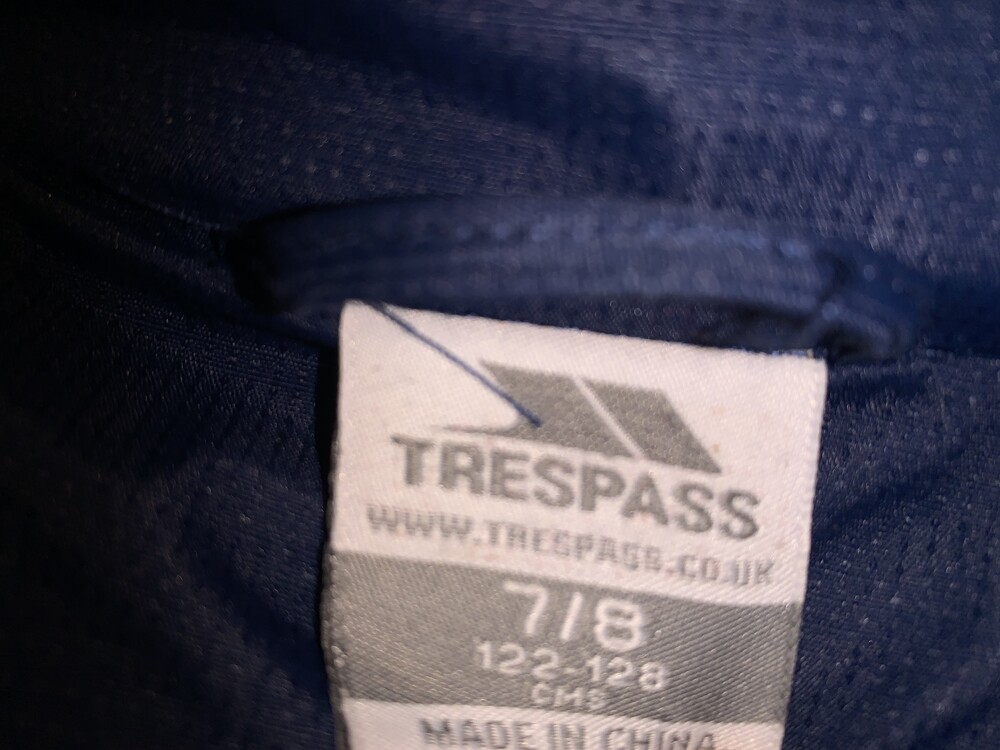 TRESPASS
WWW.TRESPASS.CO.UK
7/8
122-128
CMS
MADE IN CHINA